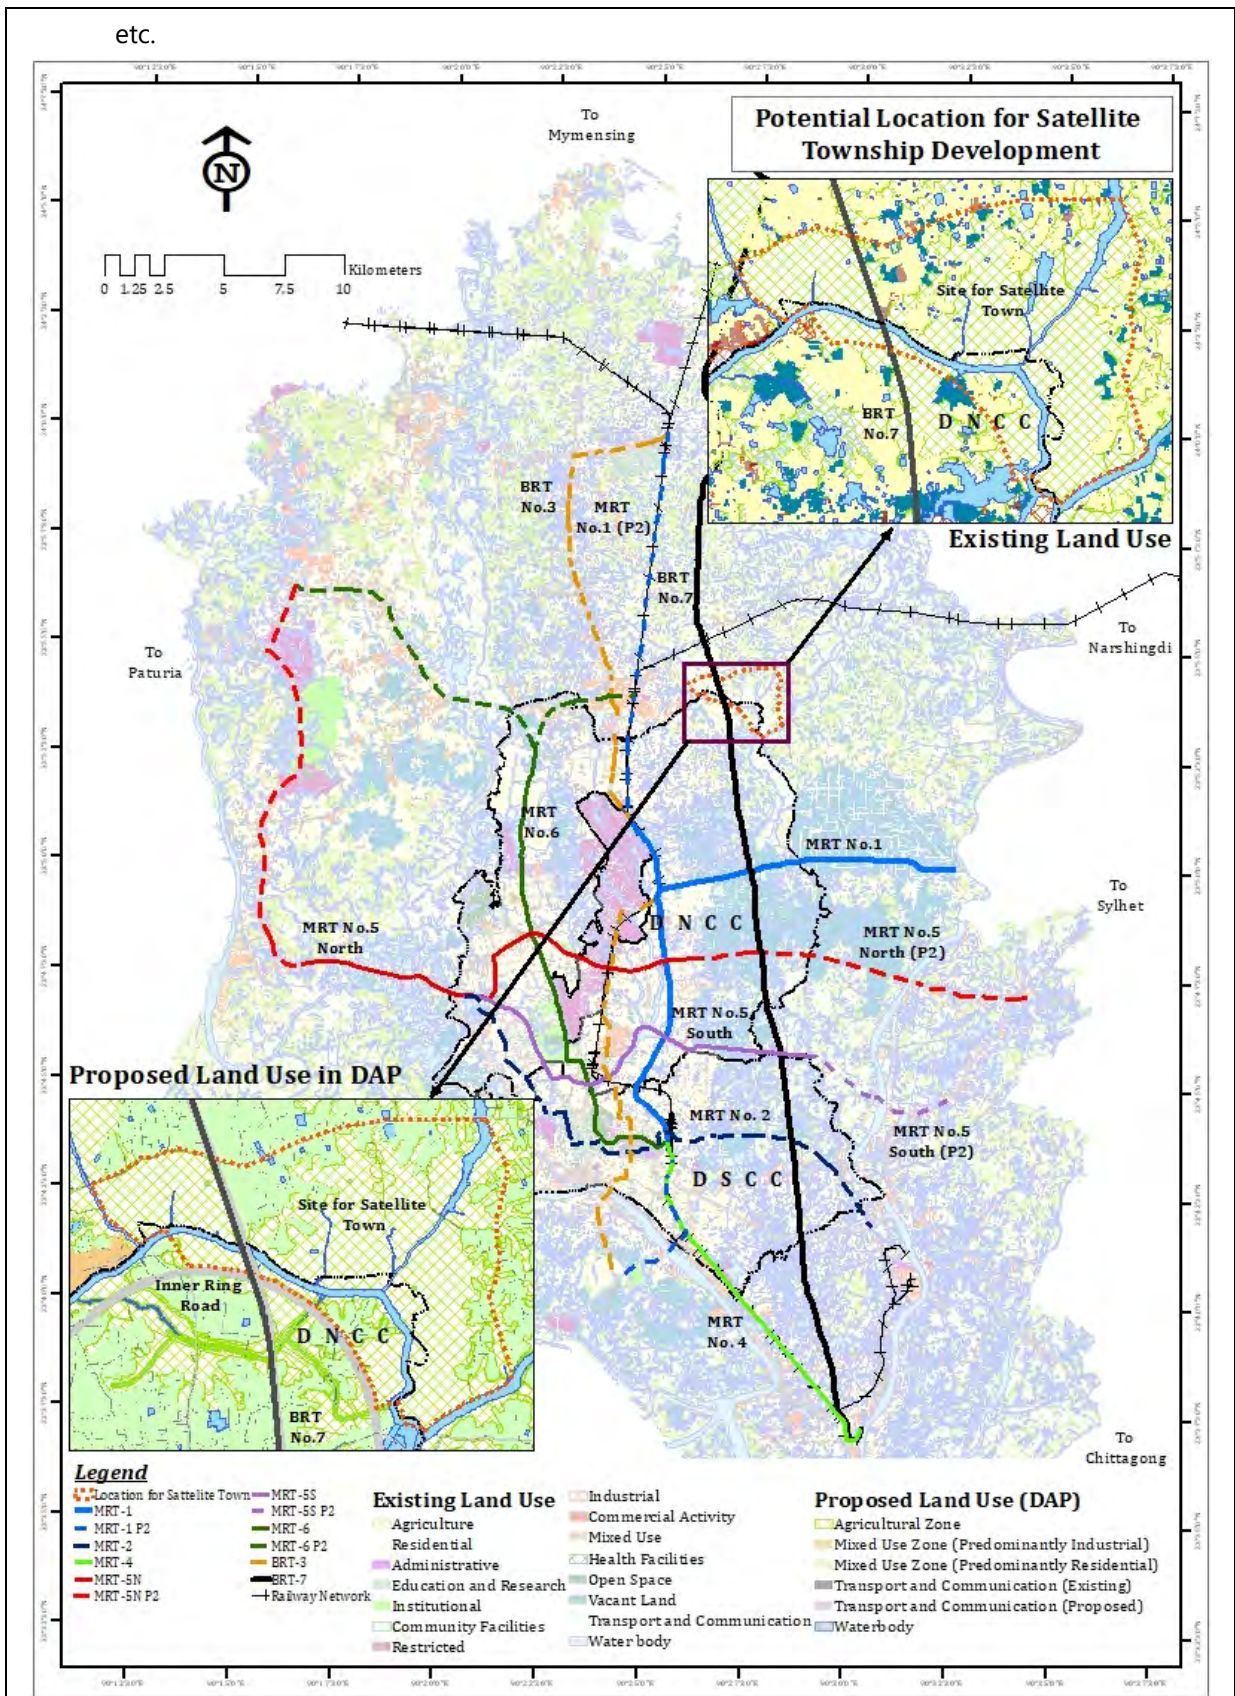 etc.
To
Mymensing
Potential Location for Satellite
Township Development
N
Kilometers
0 1.25 2.5 5 7.5 10
Site for Satellite
Town
BRT
No.7
D N C C
Existing Land Use
BRT
No.3
MRT
No.1 (P2)
BRT
No.7
To
Narshingdi
To
Paturia
MRT
No.6
MRT No.1
To
Sylhet
D N C C
MRT No.5
North
MRT No.5
North (P2)
MRT No.5
South
Proposed Land Use in DAP
MRT No. 2
MRT No.5
South (P2)
D S C C
Site for Satellite
Town
Inner Ring
Road
D N C C
BRT
No.7
MRT
No. 4
To
Chittagong
Legend
Location for Sattelite Town
MRT-1
MRT-1 P2
MRT-2
MRT-4
MRT-5N
MRT-5N P2
MRT-5S
MRT-5S P2
MRT-6
MRT-6 P2
BRT-3
BRT-7
Railway Network
Existing Land Use
Agriculture
Residential
Administrative
Education and Research
Institutional
Community Facilities
Restricted
Industrial
Commercial Activity
Mixed Use
Health Facilities
Open Space
Vacant Land
Transport and Communication
Water body
Proposed Land Use (DAP)
Agricultural Zone
Mixed Use Zone (Predominantly Industrial)
Mixed Use Zone (Predominantly Residential)
Transport and Communication (Existing)
Transport and Communication (Proposed)
Waterbody